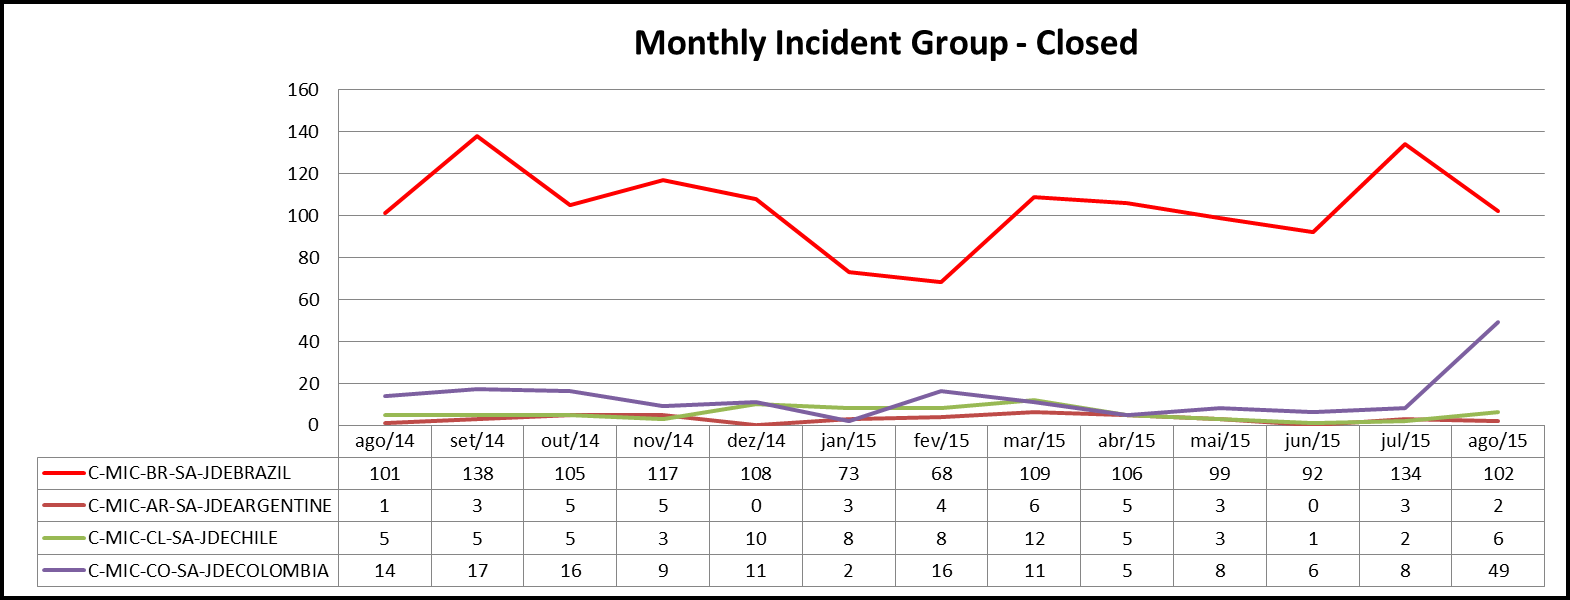 Monthly Incident Group - Closed
160
140
120
100
80
60
40
20
0
ago/14 set/14 out/14 nov/14 dez/14 jan/15 fev/15 mar/15 abr/15 mai/15 jun/15 jul/15 ago/15
C-MIC-BR-SA-JDEBRAZIL 101 138 105 117 108 73 68 109 106 99 92 134 102
C-MIC-AR-SA-JDEARGENTINE 1 3 5 5 0 3 4 6 5 3 0 3 2
C-MIC-CL-SA-JDECHILE 5 5 5 3 10 8 8 12 5 3 1 2 6
C-MIC-CO-SA-JDECOLOMBIA 14 17 16 9 11 2 16 11 5 8 6 8 49